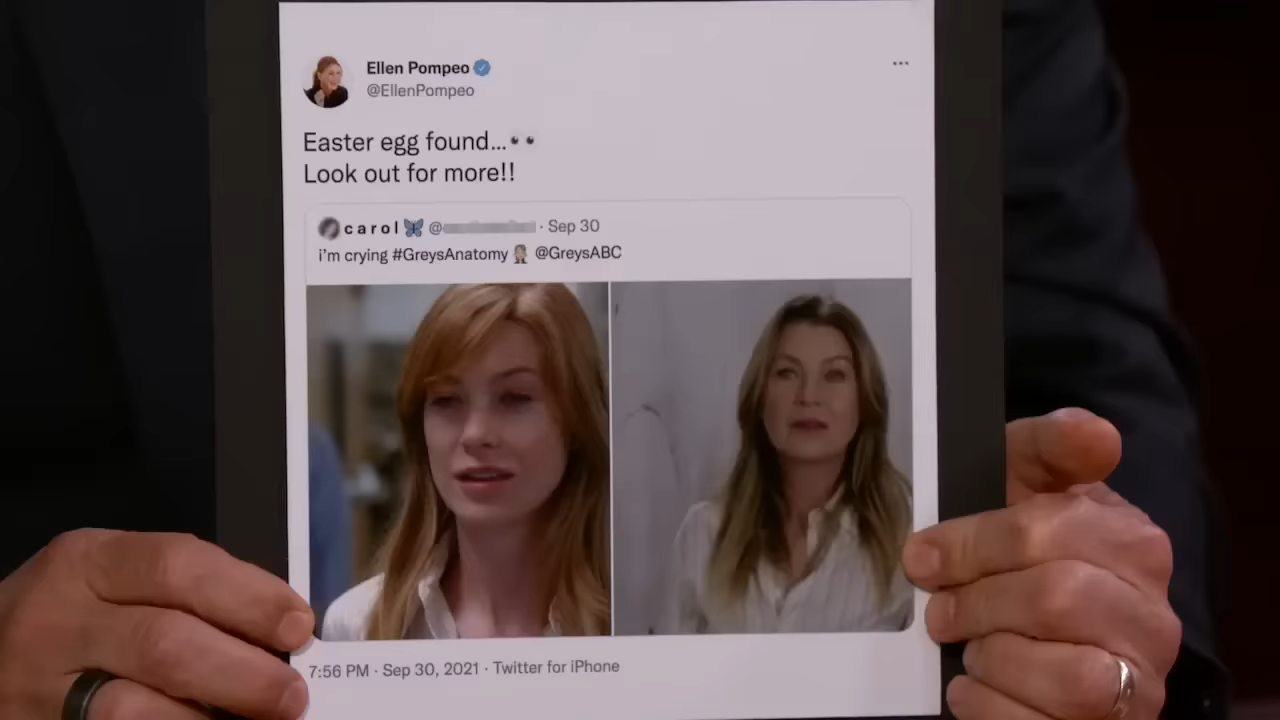 Ellen Pompeo
@EllenPompeo
Easter egg found...👀
Look out for more!!
carol🦋 @ · Sep 30
i'm crying #GreysAnatomy @GreysABC
7:56 PM · Sep 30, 2021 · Twitter for iPhone